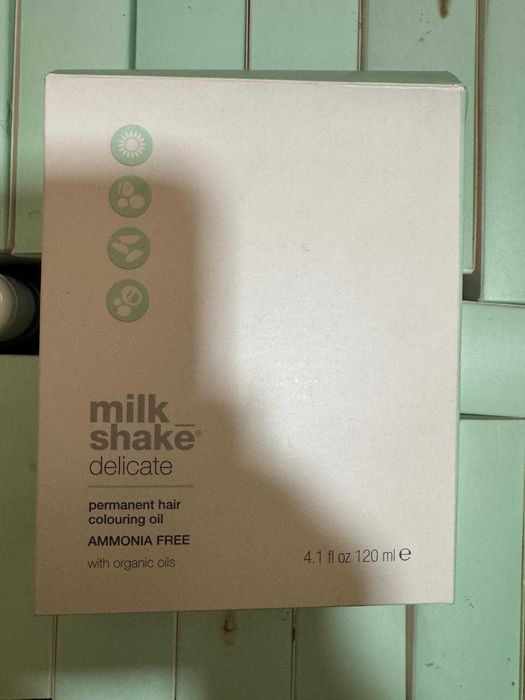 milk_
shake®
delicate
permanent hair
colouring oil
AMMONIA FREE
with organic oils
4.1 fl oz 120 ml ℮